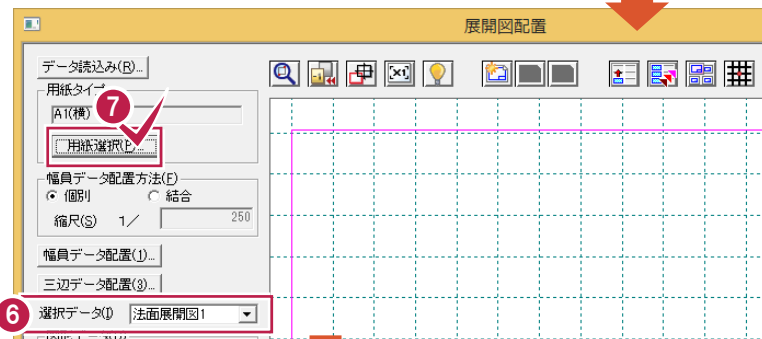 展開図配置
データ読込み(R)...
用紙タイプ
A1(横)
7
用紙選択(P)...
幅員データ配置方法(F)
個別 結合
縮尺(S) 1/ 250
幅員データ配置(1)...
三辺データ配置(3)...
6 選択データ(I) 法面展開図1